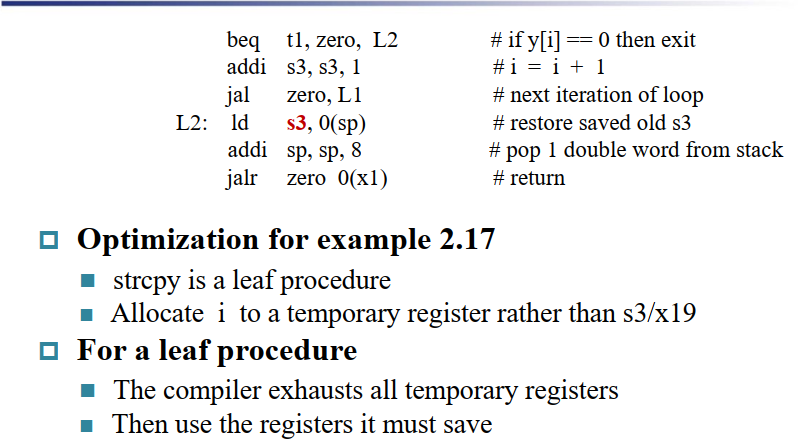 beq t1, zero, L2 # if y[i] == 0 then exit
addi s3, s3, 1 # i = i + 1
jal zero, L1 # next iteration of loop
L2: ld s3, 0(sp) # restore saved old s3
addi sp, sp, 8 # pop 1 double word from stack
jalr zero 0(x1) # return
Optimization for example 2.17
strcpy is a leaf procedure
Allocate i to a temporary register rather than s3/x19
For a leaf procedure
The compiler exhausts all temporary registers
Then use the registers it must save